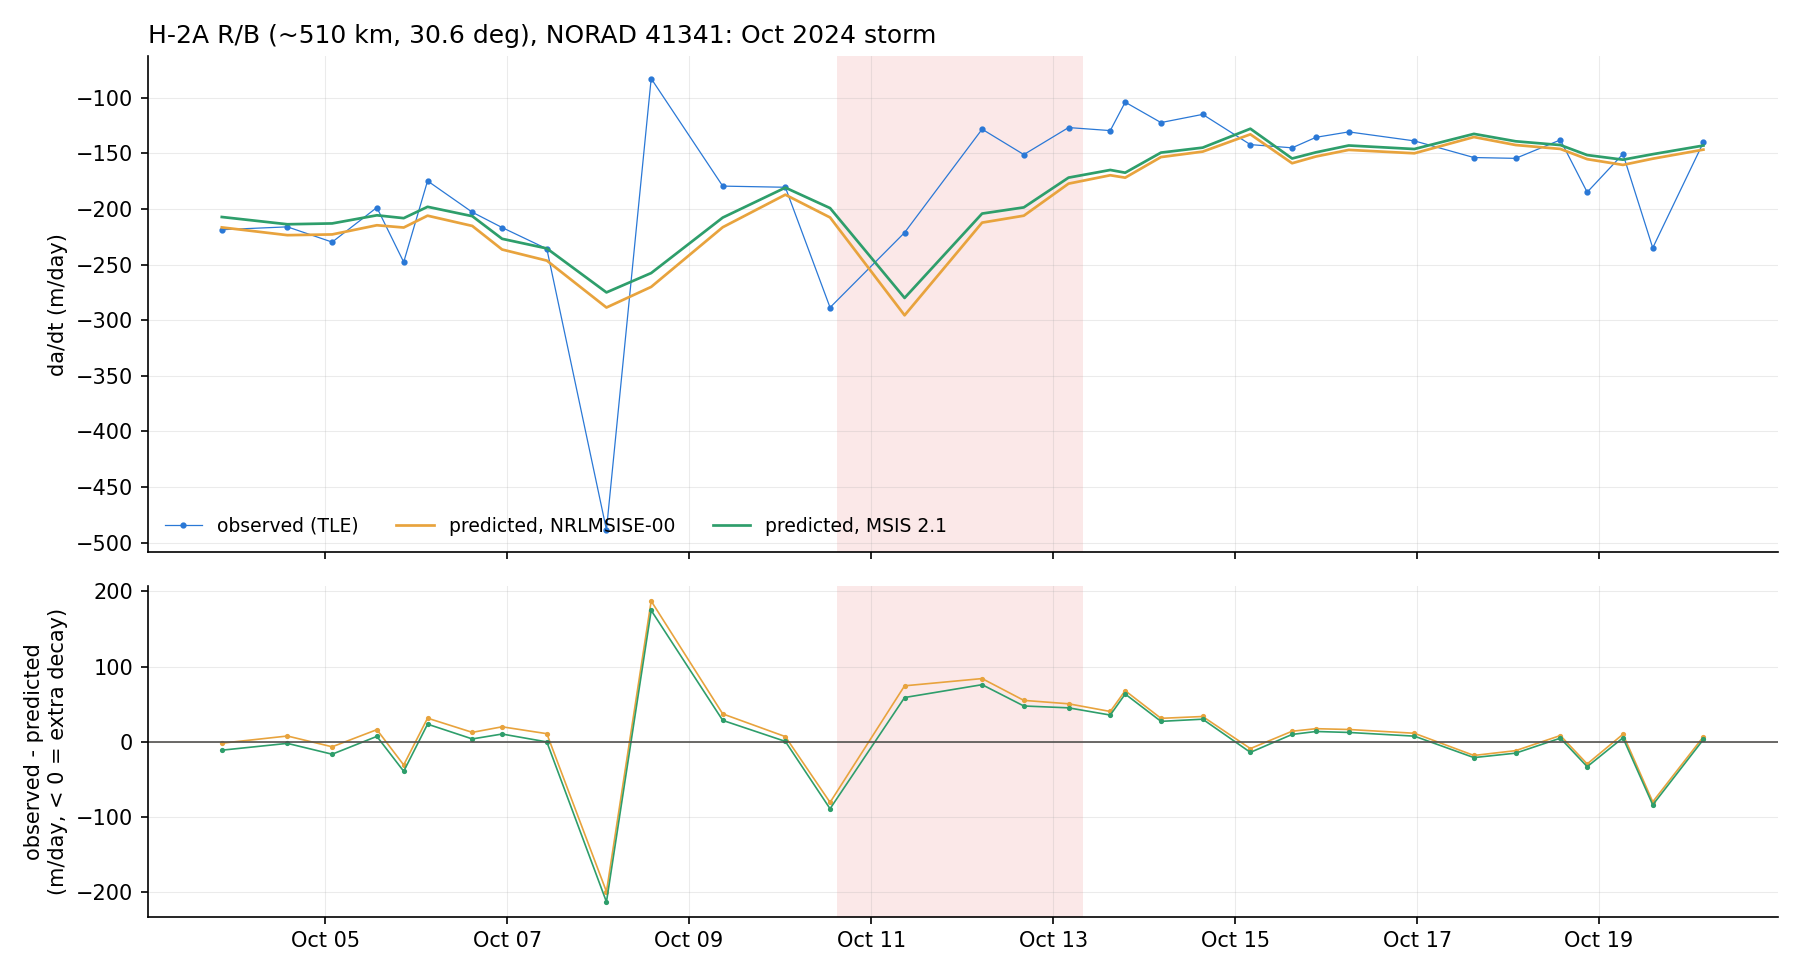 H-2A R/B (~510 km, 30.6 deg), NORAD 41341: Oct 2024 storm
da/dt (m/day)
−100
−150
−200
−250
−300
−350
−400
−450
−500
observed (TLE)
predicted, NRLMSISE-00
predicted, MSIS 2.1
observed - predicted
(m/day, < 0 = extra decay)
200
100
0
−100
−200
Oct 05
Oct 07
Oct 09
Oct 11
Oct 13
Oct 15
Oct 17
Oct 19